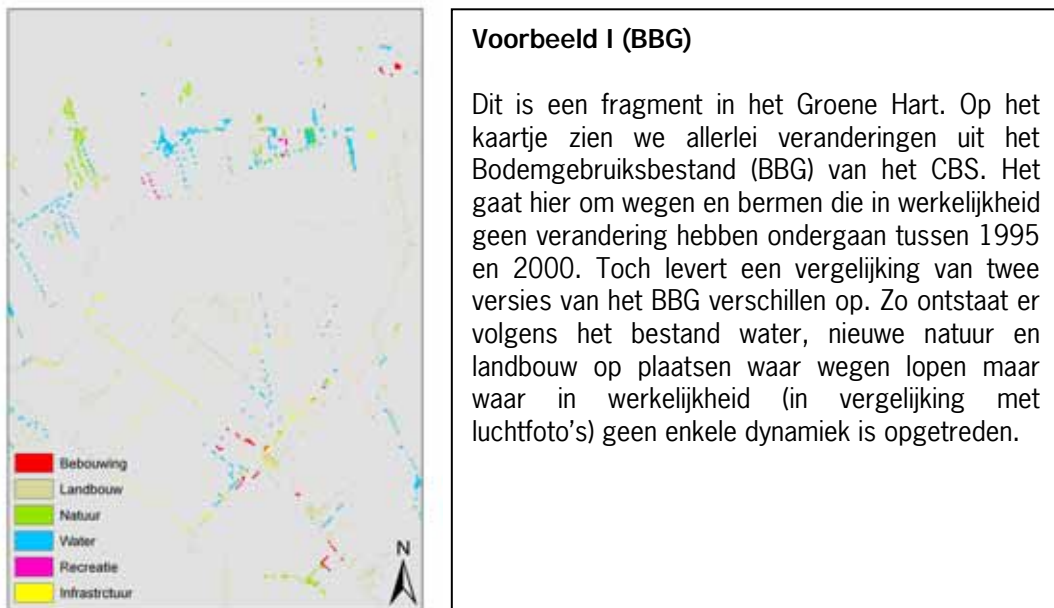 Voorbeeld I (BBG)
Dit is een fragment in het Groene Hart. Op het
kaartje zien we allerlei veranderingen uit het
Bodemgebruiksbestand (BBG) van het CBS. Het
gaat hier om wegen en bermen die in werkelijkheid
geen verandering hebben ondergaan tussen 1995
en 2000. Toch levert een vergelijking van twee
versies van het BBG verschillen op. Zo ontstaat er
volgens het bestand water, nieuwe natuur en
landbouw op plaatsen waar wegen lopen maar
waar in werkelijkheid (in vergelijking met
luchtfoto's) geen enkele dynamiek is opgetreden.
Bebouwing
Landbouw
Natuur
Water
Recreatie
Infrastrctuur
N